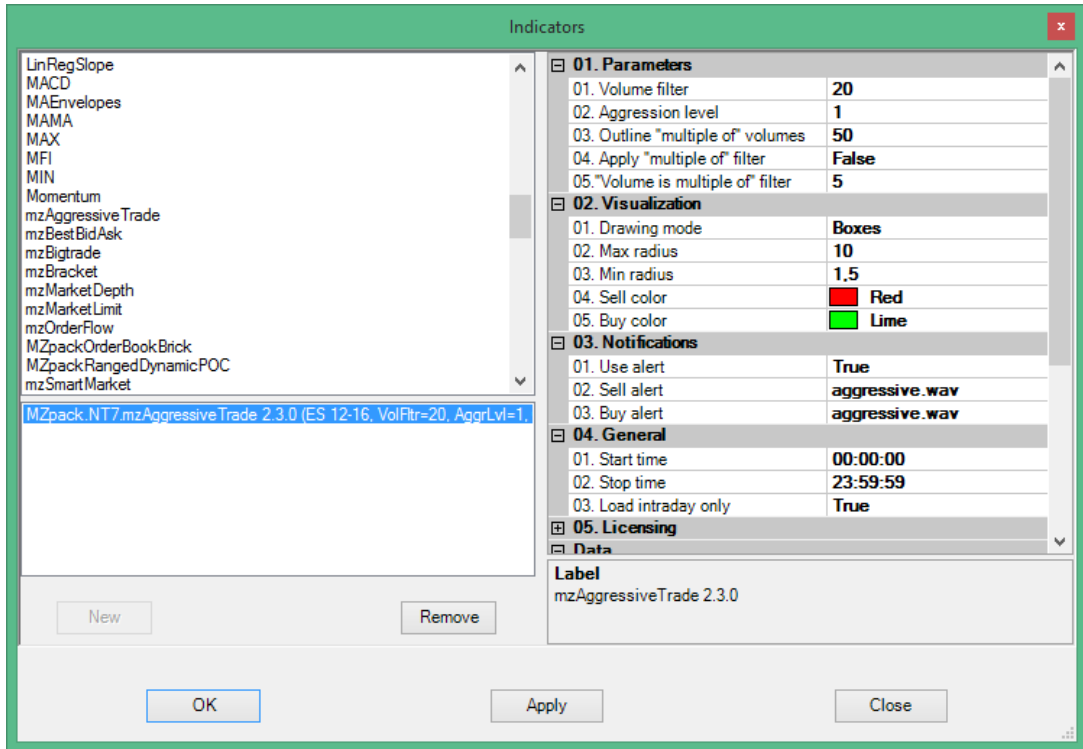 Indicators
x
LinRegSlope
MACD
MAEnvelopes
MAMA
MAX
MFI
MIN
Momentum
mzAggressiveTrade
mzBestBidAsk
mzBigtrade
mzBracket
mzMarketDepth
mzMarketLimit
mzOrderFlow
MZpackOrderBookBrick
MZpackRangedDynamicPOC
mzSmartMarket
MZpack.NT7.mzAggressiveTrade 2.3.0 (ES 12-16, VolFltr=20, AggrLvl=1,
New
Remove
01. Parameters
01. Volume filter 20
02. Aggression level 1
03. Outline "multiple of" volumes 50
04. Apply "multiple of" filter False
05."Volume is multiple of" filter 5
02. Visualization
01. Drawing mode Boxes
02. Max radius 10
03. Min radius 1,5
04. Sell color Red
05. Buy color Lime
03. Notifications
01. Use alert True
02. Sell alert aggressive.wav
03. Buy alert aggressive.wav
04. General
01. Start time 00:00:00
02. Stop time 23:59:59
03. Load intraday only True
05. Licensing
Data
Label
mzAggressiveTrade 2.3.0
OK
Apply
Close